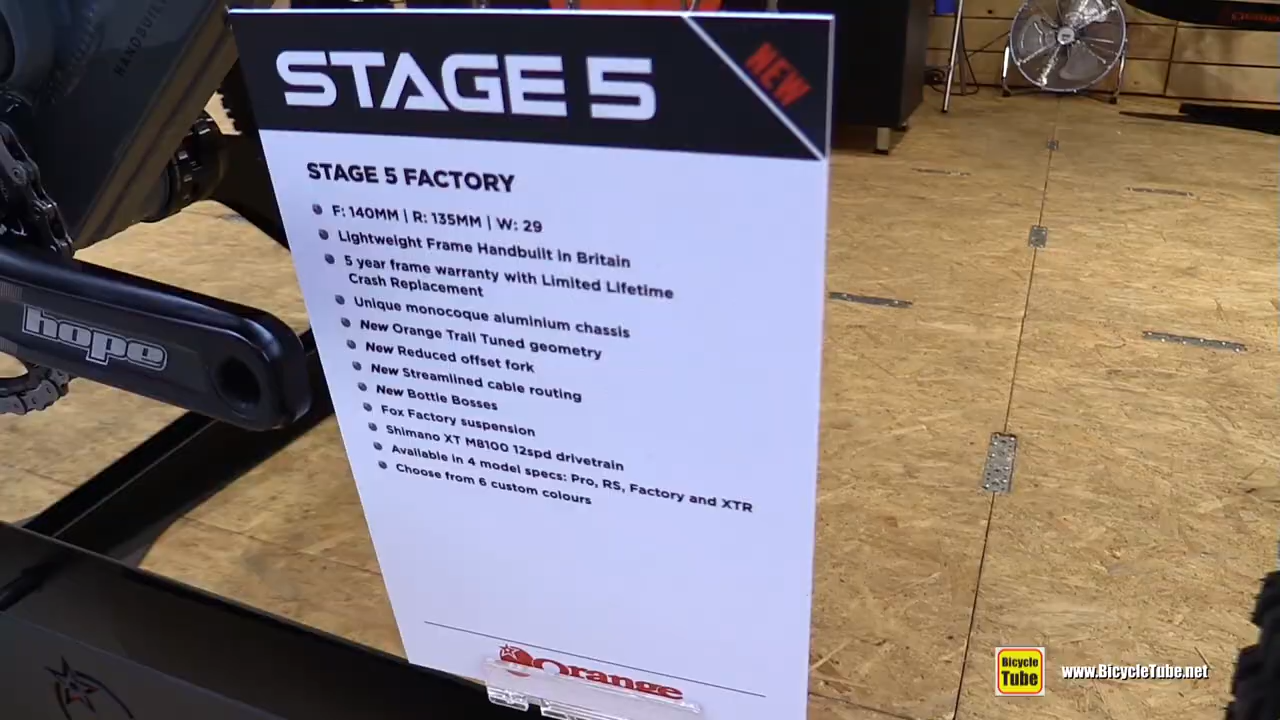 STAGE 5
NEW
STAGE 5 FACTORY
F: 140MM | R: 135MM | W: 29
Lightweight Frame Handbuilt in Britain
5 year frame warranty with Limited Lifetime
Crash Replacement
Unique monocoque aluminium chassis
New Orange Trail Tuned geometry
New Reduced offset fork
New Streamlined cable routing
New Bottle Bosses
Fox Factory suspension
Shimano XT M8100 12spd drivetrain
Available in 4 model specs: Pro, RS, Factory and XTR
Choose from 6 custom colours
Orange
hope
HANDBUILT
Bicycle
Tube
www.BicycleTube.net